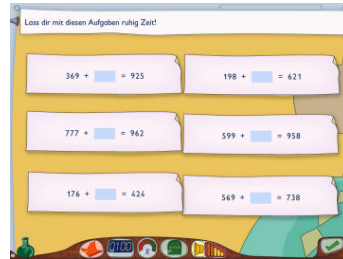 Lass dir mit diesen Aufgaben ruhig Zeit!
369 + = 925
198 + = 621
777 + = 962
599 + = 958
176 + = 424
569 + = 738